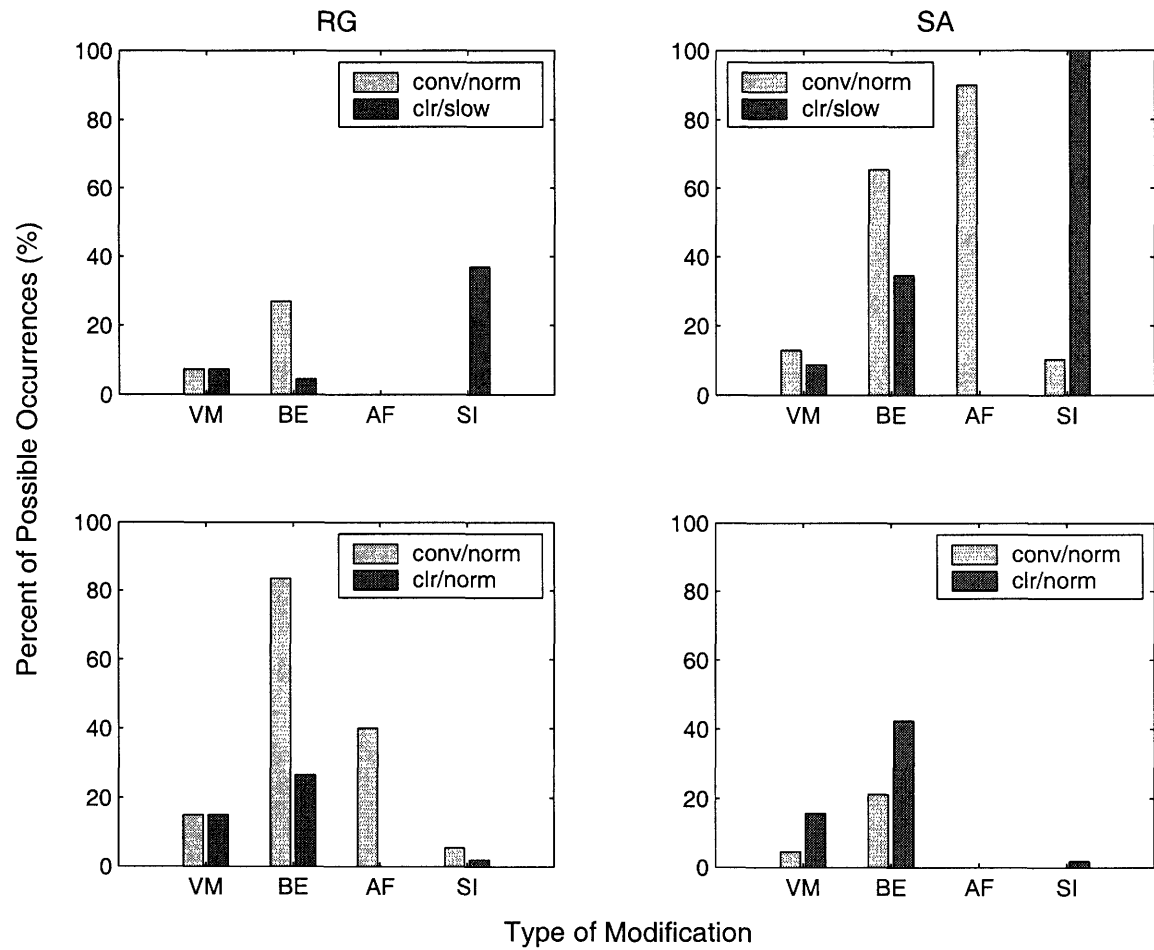 RG
SA
Percent of Possible Occurrences (%)
100
80
60
40
20
0
conv/norm
clr/slow
VM BE AF SI
100
80
60
40
20
0
conv/norm
clr/slow
VM BE AF SI
100
80
60
40
20
0
conv/norm
clr/norm
VM BE AF SI
100
80
60
40
20
0
conv/norm
clr/norm
VM BE AF SI
Type of Modification